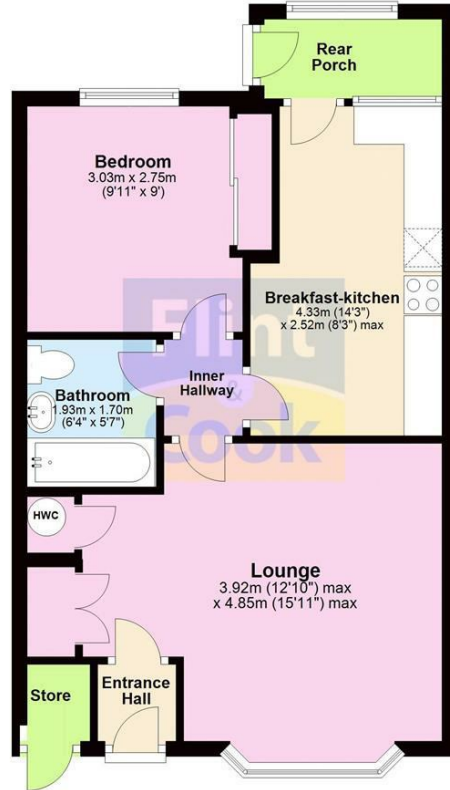 Rear
Porch
Bedroom
3.03m x 2.75m
(9'11" x 9')
Breakfast-kitchen
4.33m (14'3")
x 2.52m (8'3") max
Flint
&
Cook
Inner
Hallway
Bathroom
1.93m x 1.70m
(6'4" x 5'7")
HWC
Lounge
3.92m (12'10") max
x 4.85m (15'11") max
Entrance
Hall
Store